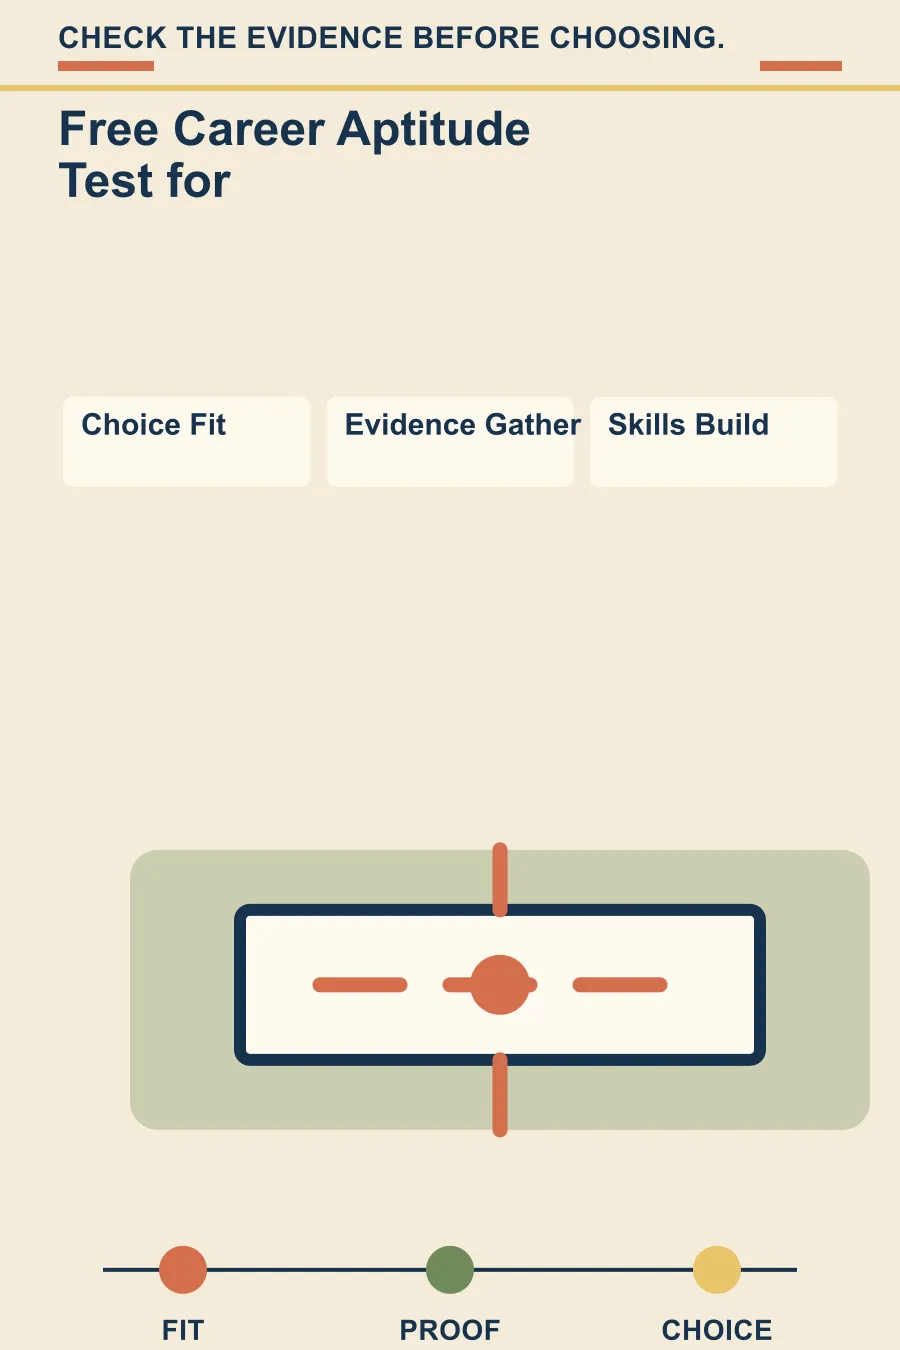 CHECK THE EVIDENCE BEFORE CHOOSING.
Free Career Aptitude
Test for
Choice Fit
Evidence Gather
Skills Build
FIT
PROOF
CHOICE